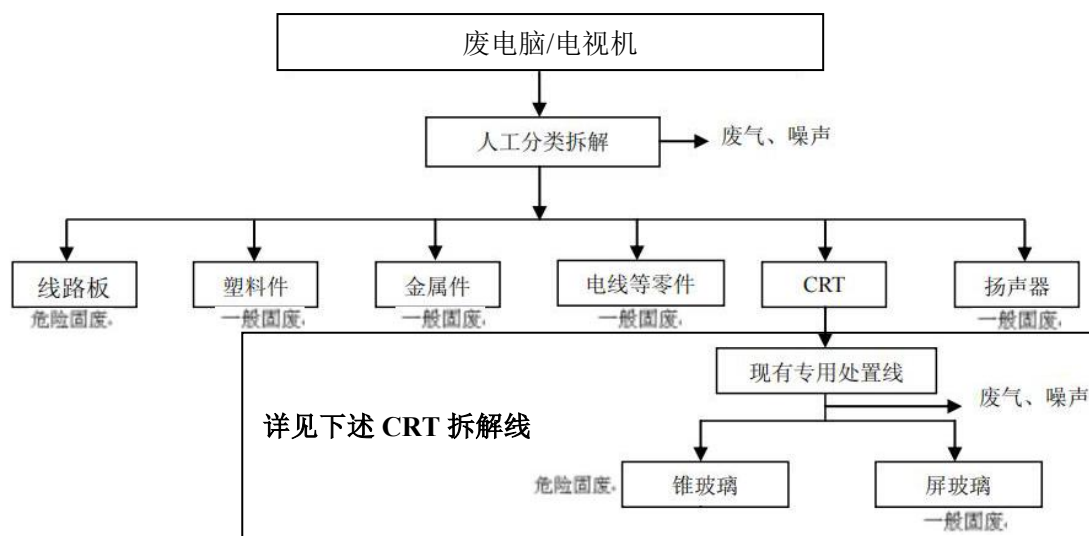 废电脑/电视机
人工分类拆解
废气、噪声
线路板
塑料件
金属件
电线等零件
CRT
扬声器
危险固废
一般固废
一般固废
一般固废
一般固废
现有专用处置线
废气、噪声
详见下述 CRT 拆解线
危险固废
锥玻璃
屏玻璃
一般固废